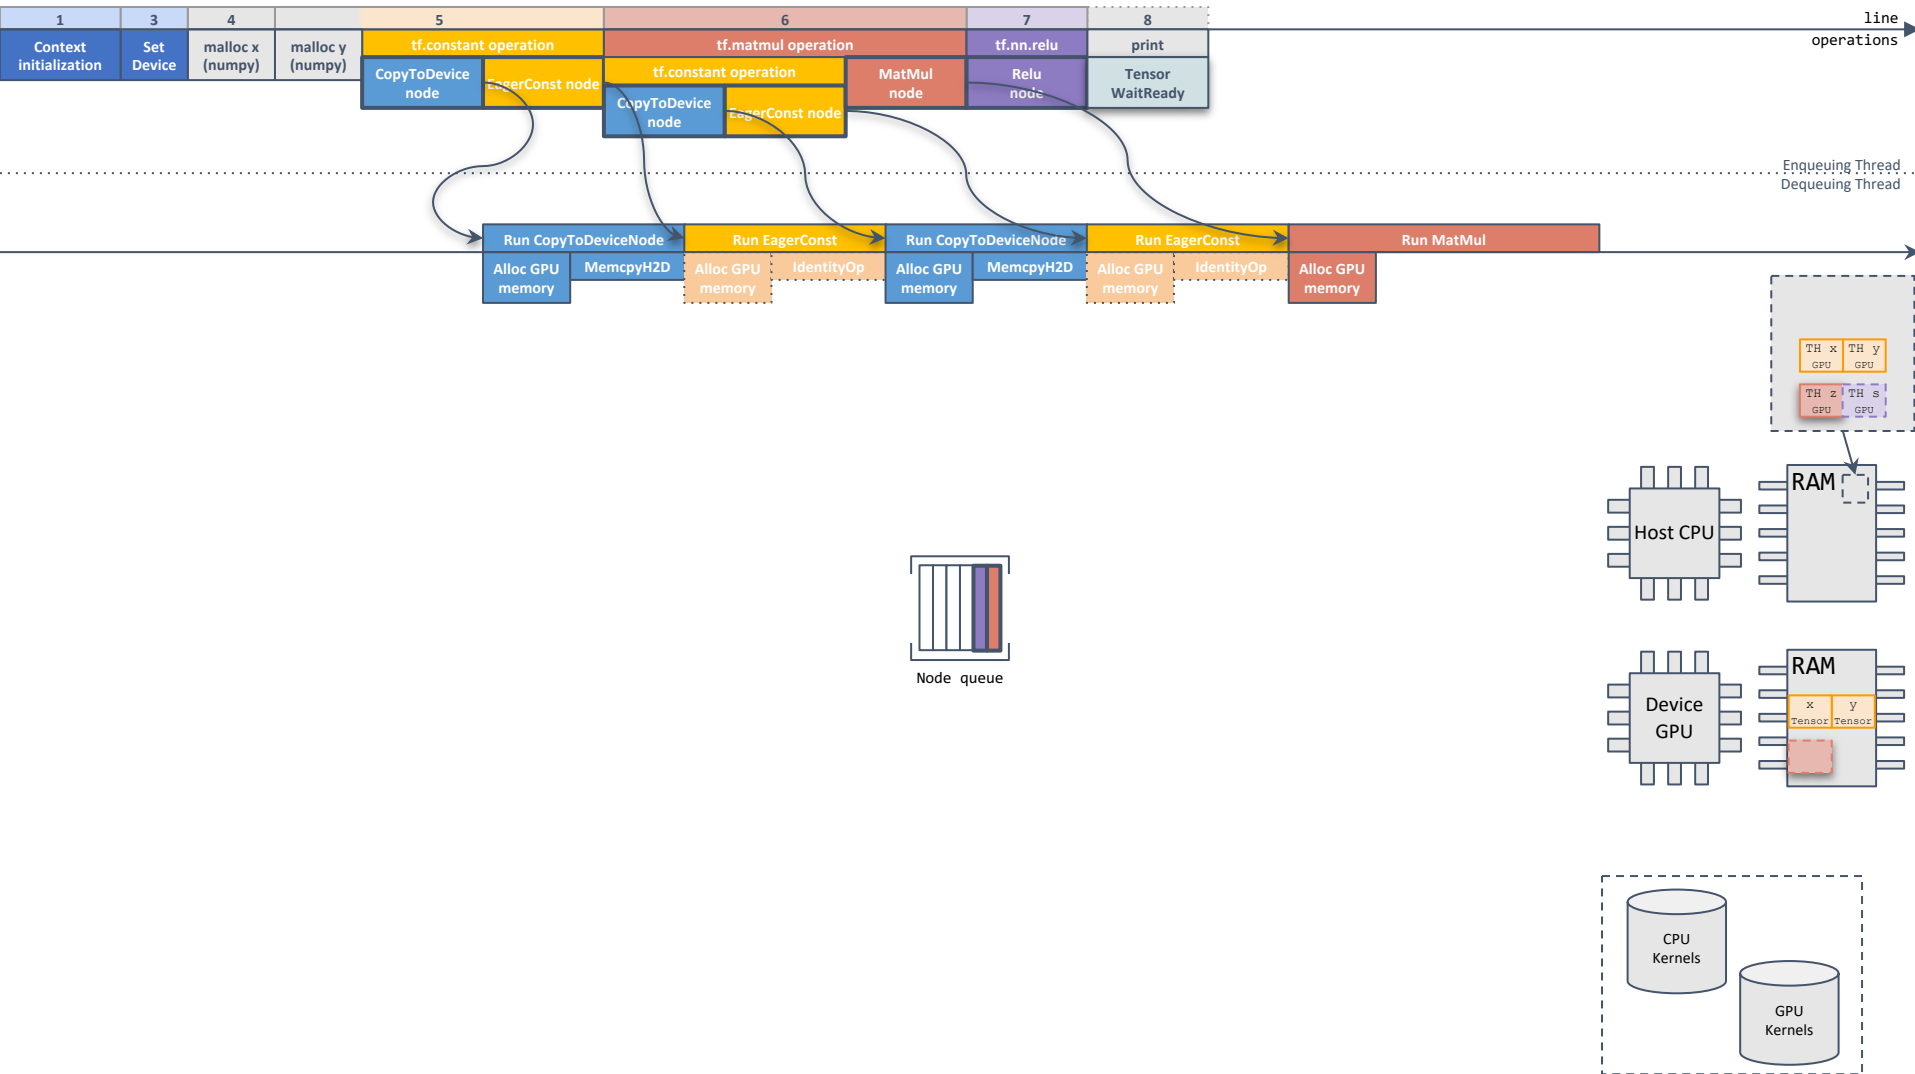 1 3 4 5 6 7 8 line
operations
Context initialization
Set Device
malloc x (numpy)
malloc y (numpy)
tf.constant operation
tf.matmul operation
tf.nn.relu
print
CopyToDevice node
EagerConst node
tf.constant operation
MatMul node
Relu node
Tensor WaitReady
CopyToDevice node
EagerConst node
Enqueuing Thread
Dequeuing Thread
Run CopyToDeviceNode
Run EagerConst
Run CopyToDeviceNode
Run EagerConst
Run MatMul
Alloc GPU memory
MemcpyH2D
Alloc GPU memory
IdentityOp
Alloc GPU memory
MemcpyH2D
Alloc GPU memory
IdentityOp
Alloc GPU memory
TH x GPU
TH y GPU
TH z GPU
TH s GPU
Host CPU
RAM
Node queue
Device GPU
RAM
x Tensor
y Tensor
CPU Kernels
GPU Kernels